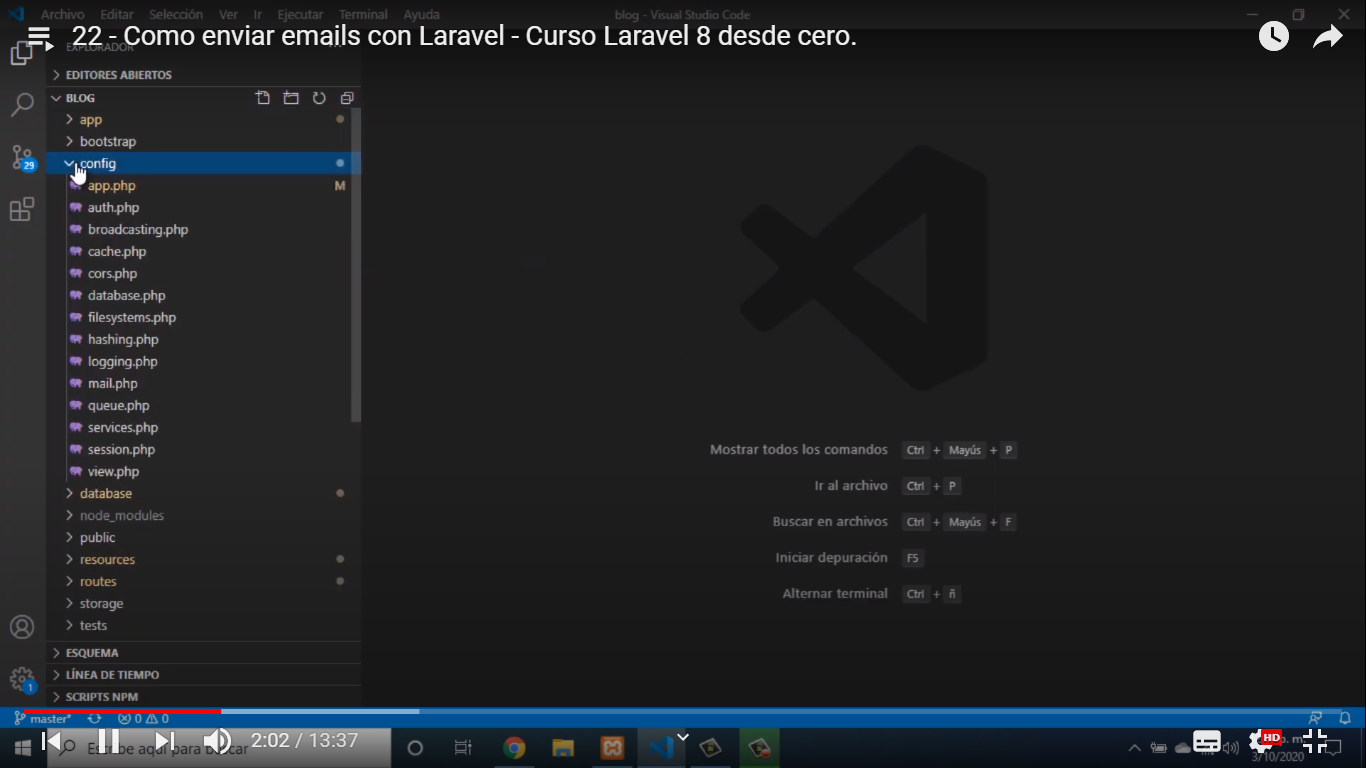 Archivo Editar Selección Ver Ir Ejecutar Terminal Ayuda
blog - Visual Studio Code
22 - Como enviar emails con Laravel - Curso Laravel 8 desde cero.
EXPLORADOR
EDITORES ABIERTOS
BLOG
app
bootstrap
config
app.php M
auth.php
broadcasting.php
cache.php
cors.php
database.php
filesystems.php
hashing.php
logging.php
mail.php
queue.php
services.php
session.php
view.php
database
node_modules
public
resources
routes
storage
tests
ESQUEMA
LÍNEA DE TIEMPO
SCRIPTS NPM
29
1
Mostrar todos los comandos Ctrl + Mayús + P
Ir al archivo Ctrl + P
Buscar en archivos Ctrl + Mayús + F
Iniciar depuración F5
Alternar terminal Ctrl + ñ
master* 0 0
Escribe aquí para buscar
2:02 / 13:37
HD
3/10/2020